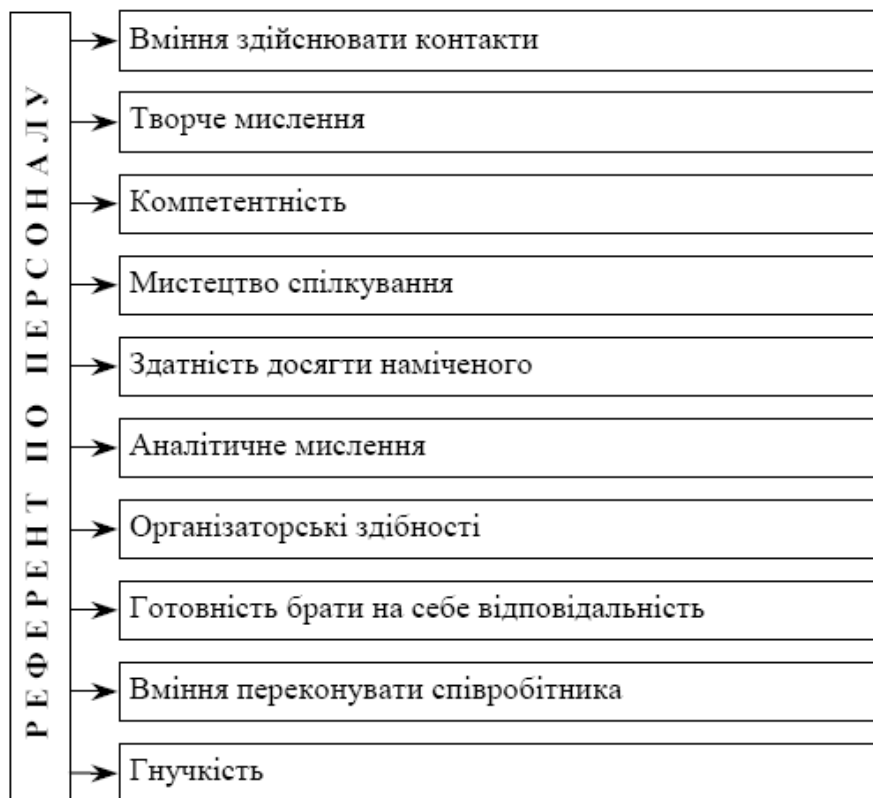 РЕФЕРЕНТ ПО ПЕРСОНАЛУ
Вміння здійснювати контакти
Творче мислення
Компетентність
Мистецтво спілкування
Здатність досягти наміченого
Аналітичне мислення
Організаторські здібності
Готовність брати на себе відповідальність
Вміння переконувати співробітника
Гнучкість